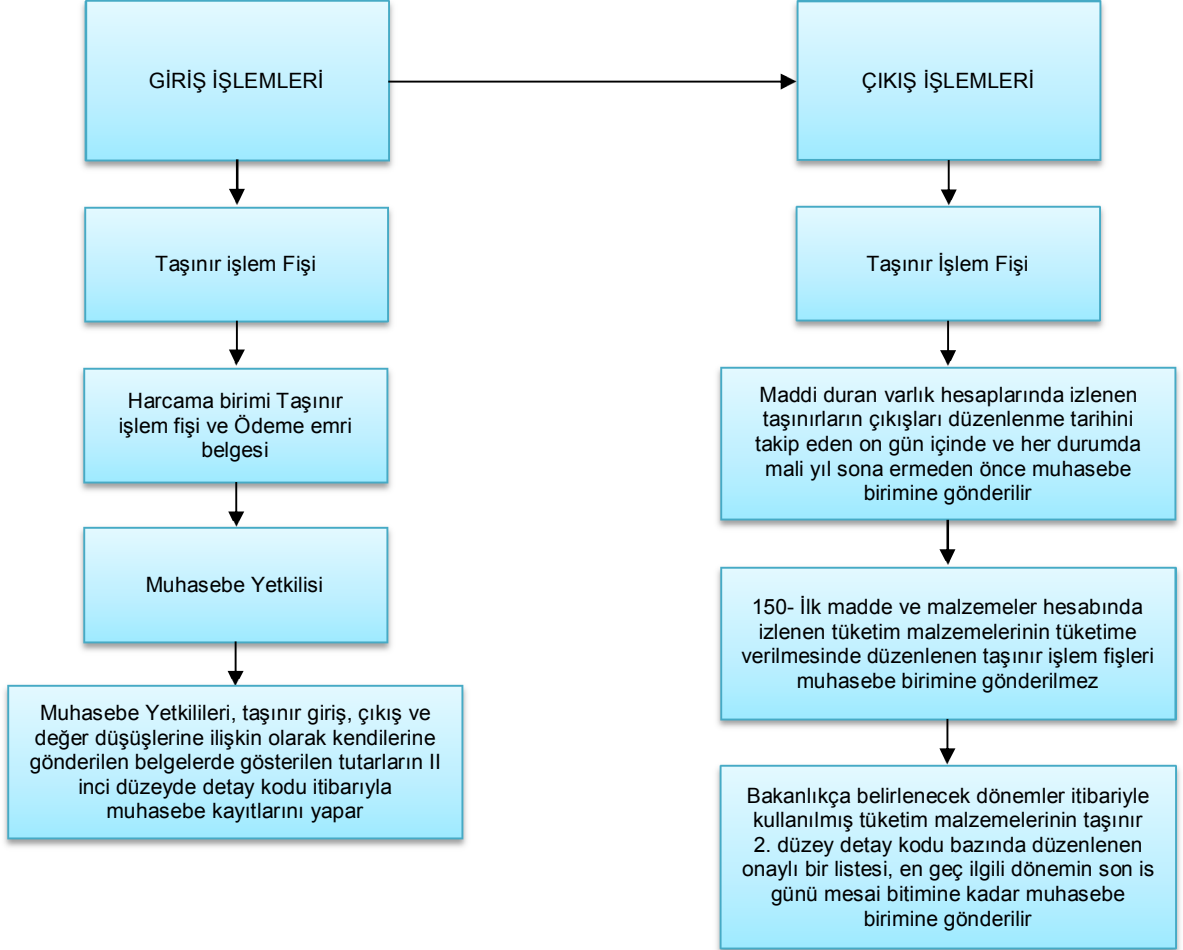 GİRİŞ İŞLEMLERİ
ÇIKIŞ İŞLEMLERİ
Taşınır işlem Fişi
Taşınır İşlem Fişi
Harcama birimi Taşınır
işlem fişi ve Ödeme emri
belgesi
Maddi duran varlık hesaplarında izlenen
taşınırların çıkışları düzenlenme tarihini
takip eden on gün içinde ve her durumda
mali yıl sona ermeden önce muhasebe
birimine gönderilir
Muhasebe Yetkilisi
150- İlk madde ve malzemeler hesabında
izlenen tüketim malzemelerinin tüketime
verilmesinde düzenlenen taşınır işlem fişleri
muhasebe birimine gönderilmez
Muhasebe Yetkilileri, taşınır giriş, çıkış ve
değer düşüşlerine ilişkin olarak kendilerine
gönderilen belgelerde gösterilen tutarların II
inci düzeyde detay kodu itibarıyla
muhasebe kayıtlarını yapar
Bakanlıkça belirlenecek dönemler itibariyle
kullanılmış tüketim malzemelerinin taşınır
2. düzey detay kodu bazında düzenlenen
onaylı bir listesi, en geç ilgili dönemin son is
günü mesai bitimine kadar muhasebe
birimine gönderilir